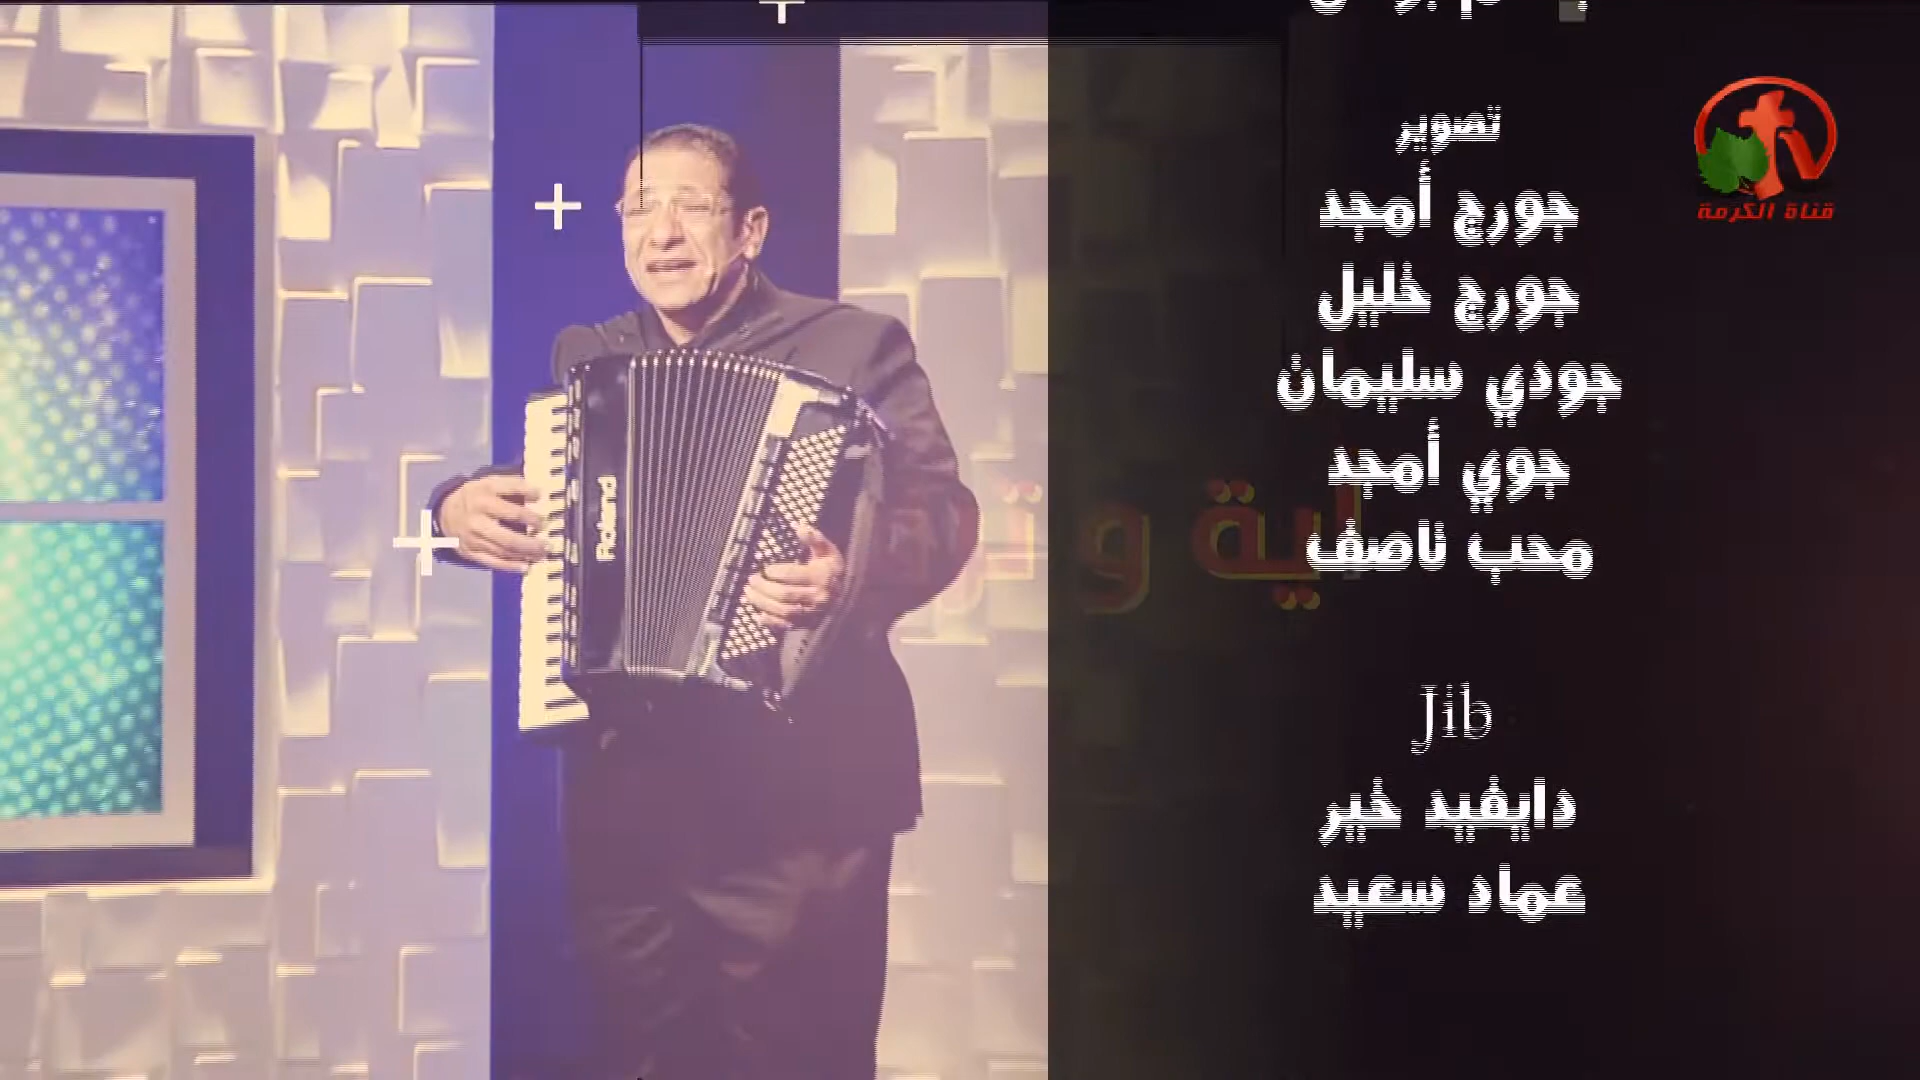 تصوير
جورج أمجد
جورج خليل
جودي سليمان
جوي أمجد
محب ناصف
Jib
دايفيد خير
عماد سعيد
قناة الكرمة
Roland